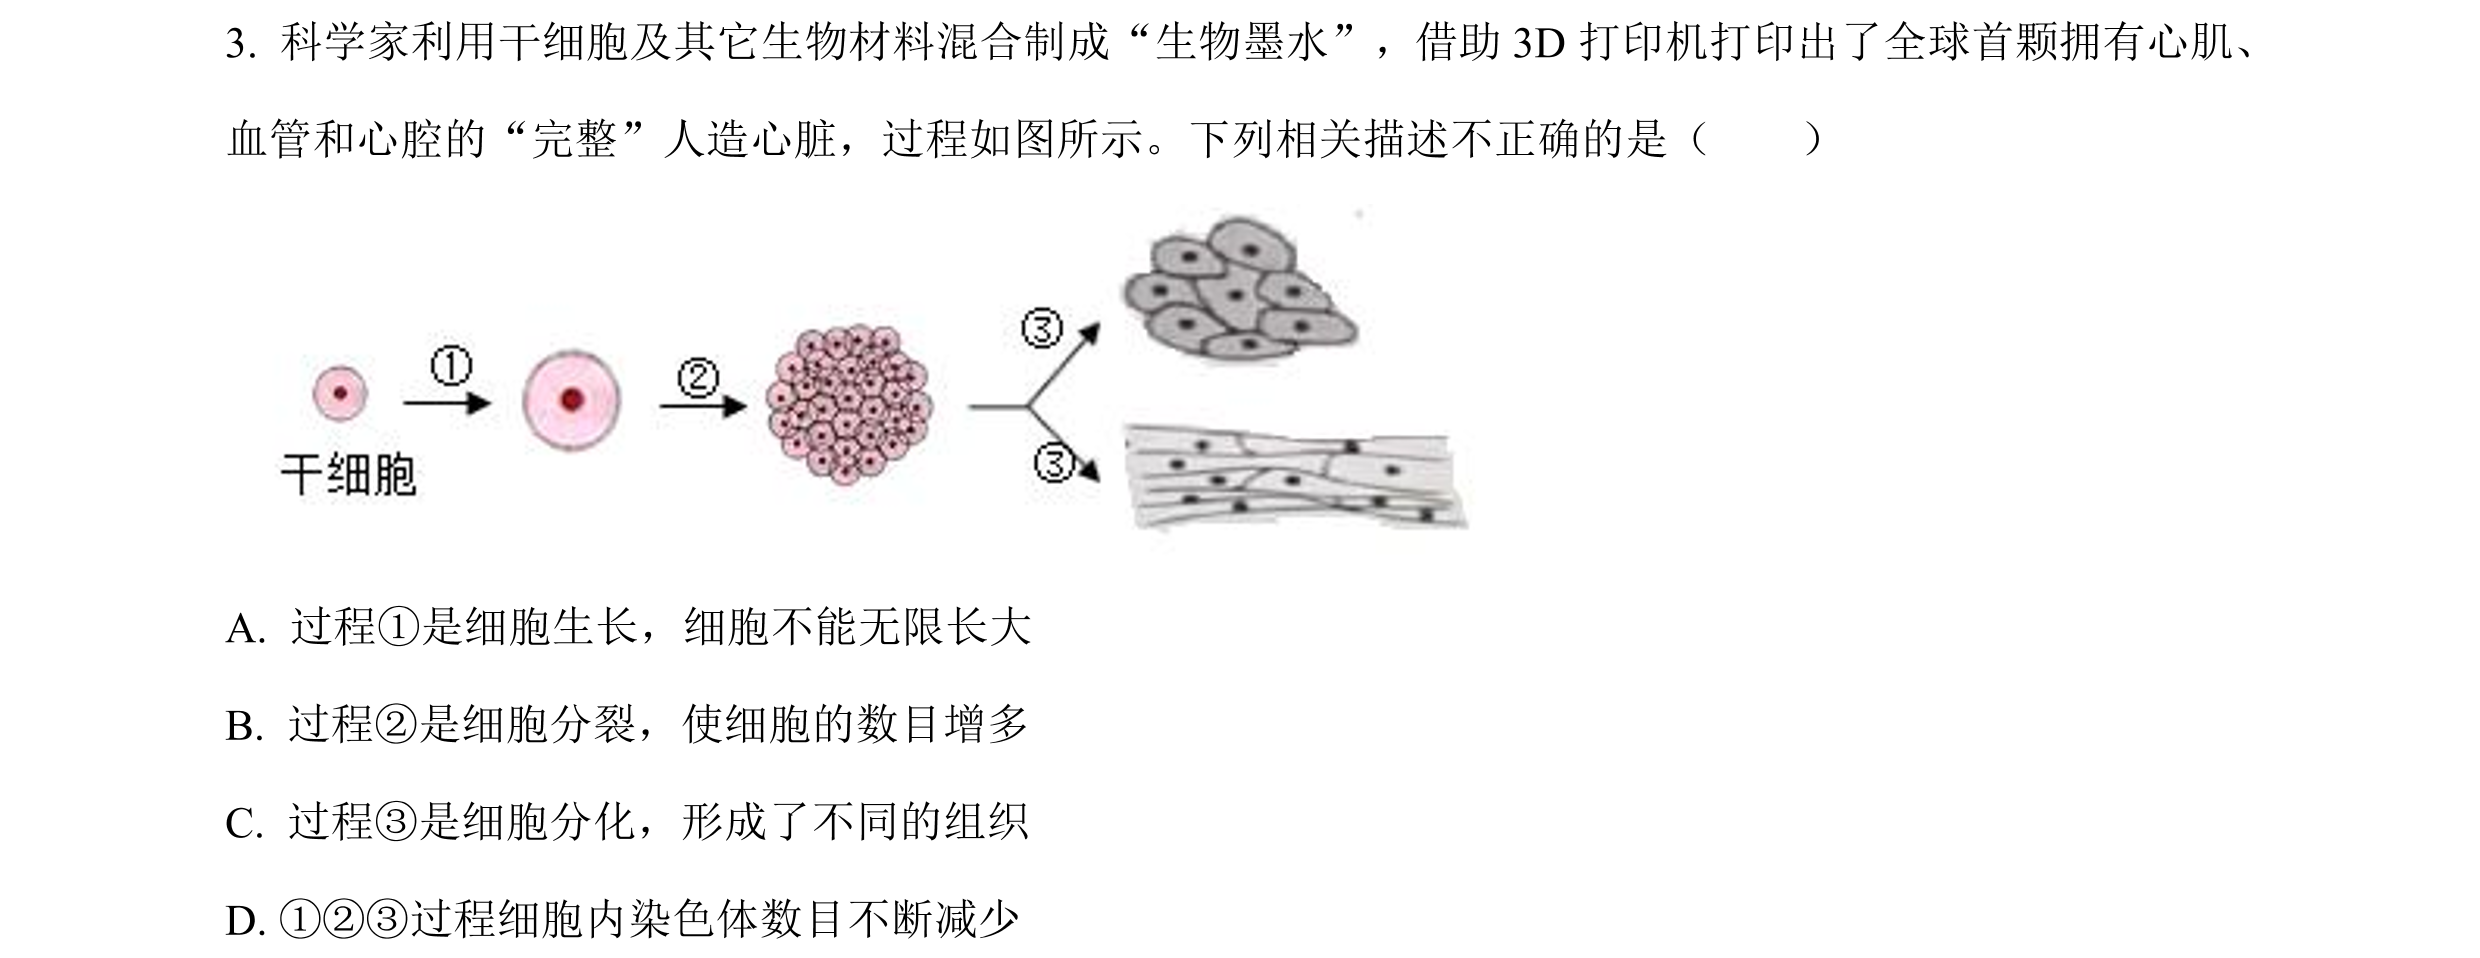 3. 科学家利用干细胞及其它生物材料混合制成“生物墨水”，借助 3D 打印机打印出了全球首颗拥有心肌、
血管和心腔的“完整”人造心脏，过程如图所示。下列相关描述不正确的是（　　）
① ② ③
③
干细胞
A. 过程①是细胞生长，细胞不能无限长大
B. 过程②是细胞分裂，使细胞的数目增多
C. 过程③是细胞分化，形成了不同的组织
D. ①②③过程细胞内染色体数目不断减少